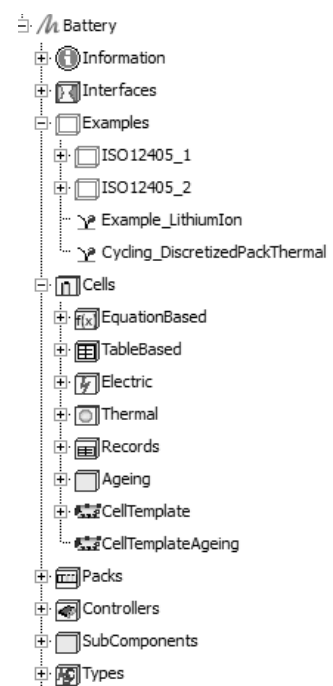 Battery
Information
Interfaces
Examples
ISO12405_1
ISO12405_2
Example_LithiumIon
Cycling_DiscretizedPackThermal
Cells
f(x) EquationBased
TableBased
Electric
Thermal
Records
Ageing
CellTemplate
CellTemplateAgeing
Packs
Controllers
SubComponents
Types